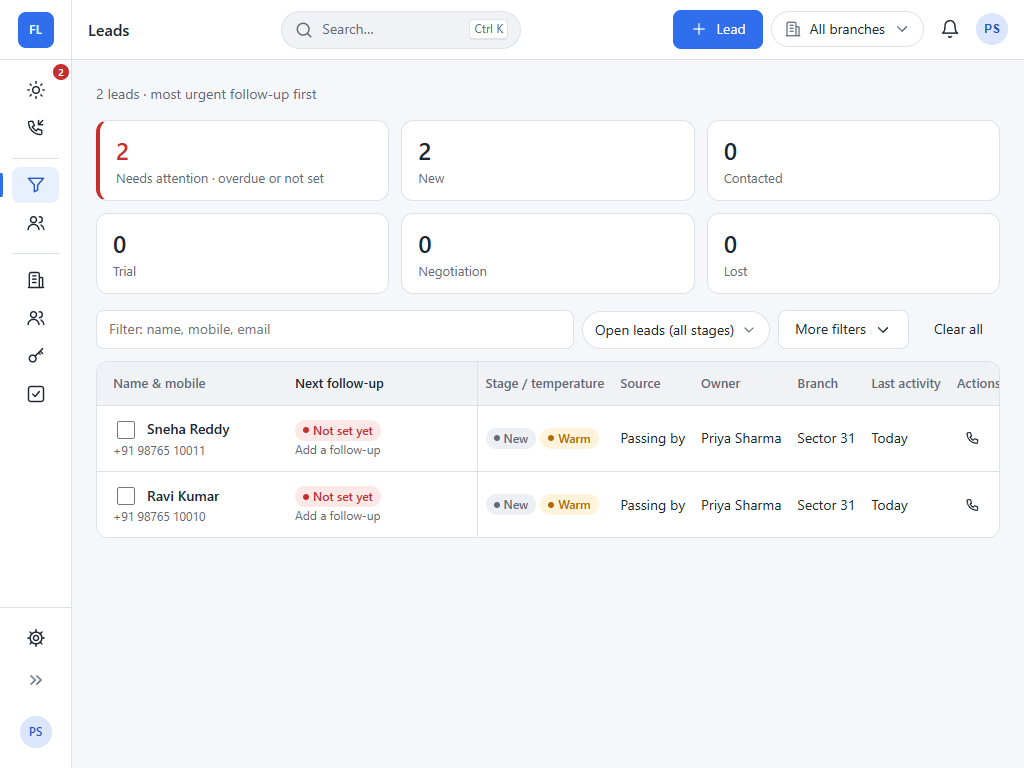 FL
Leads
Search...
Ctrl K
Lead
All branches
PS
2
2 leads · most urgent follow-up first
2
Needs attention · overdue or not set
2
New
0
Contacted
0
Trial
0
Negotiation
0
Lost
Filter: name, mobile, email
Open leads (all stages)
More filters
Clear all
Name & mobile Next follow-up Stage / temperature Source Owner Branch Last activity Actions
Sneha Reddy
+91 98765 10011
Not set yet
Add a follow-up
New Warm Passing by Priya Sharma Sector 31 Today
Ravi Kumar
+91 98765 10010
Not set yet
Add a follow-up
New Warm Passing by Priya Sharma Sector 31 Today
PS